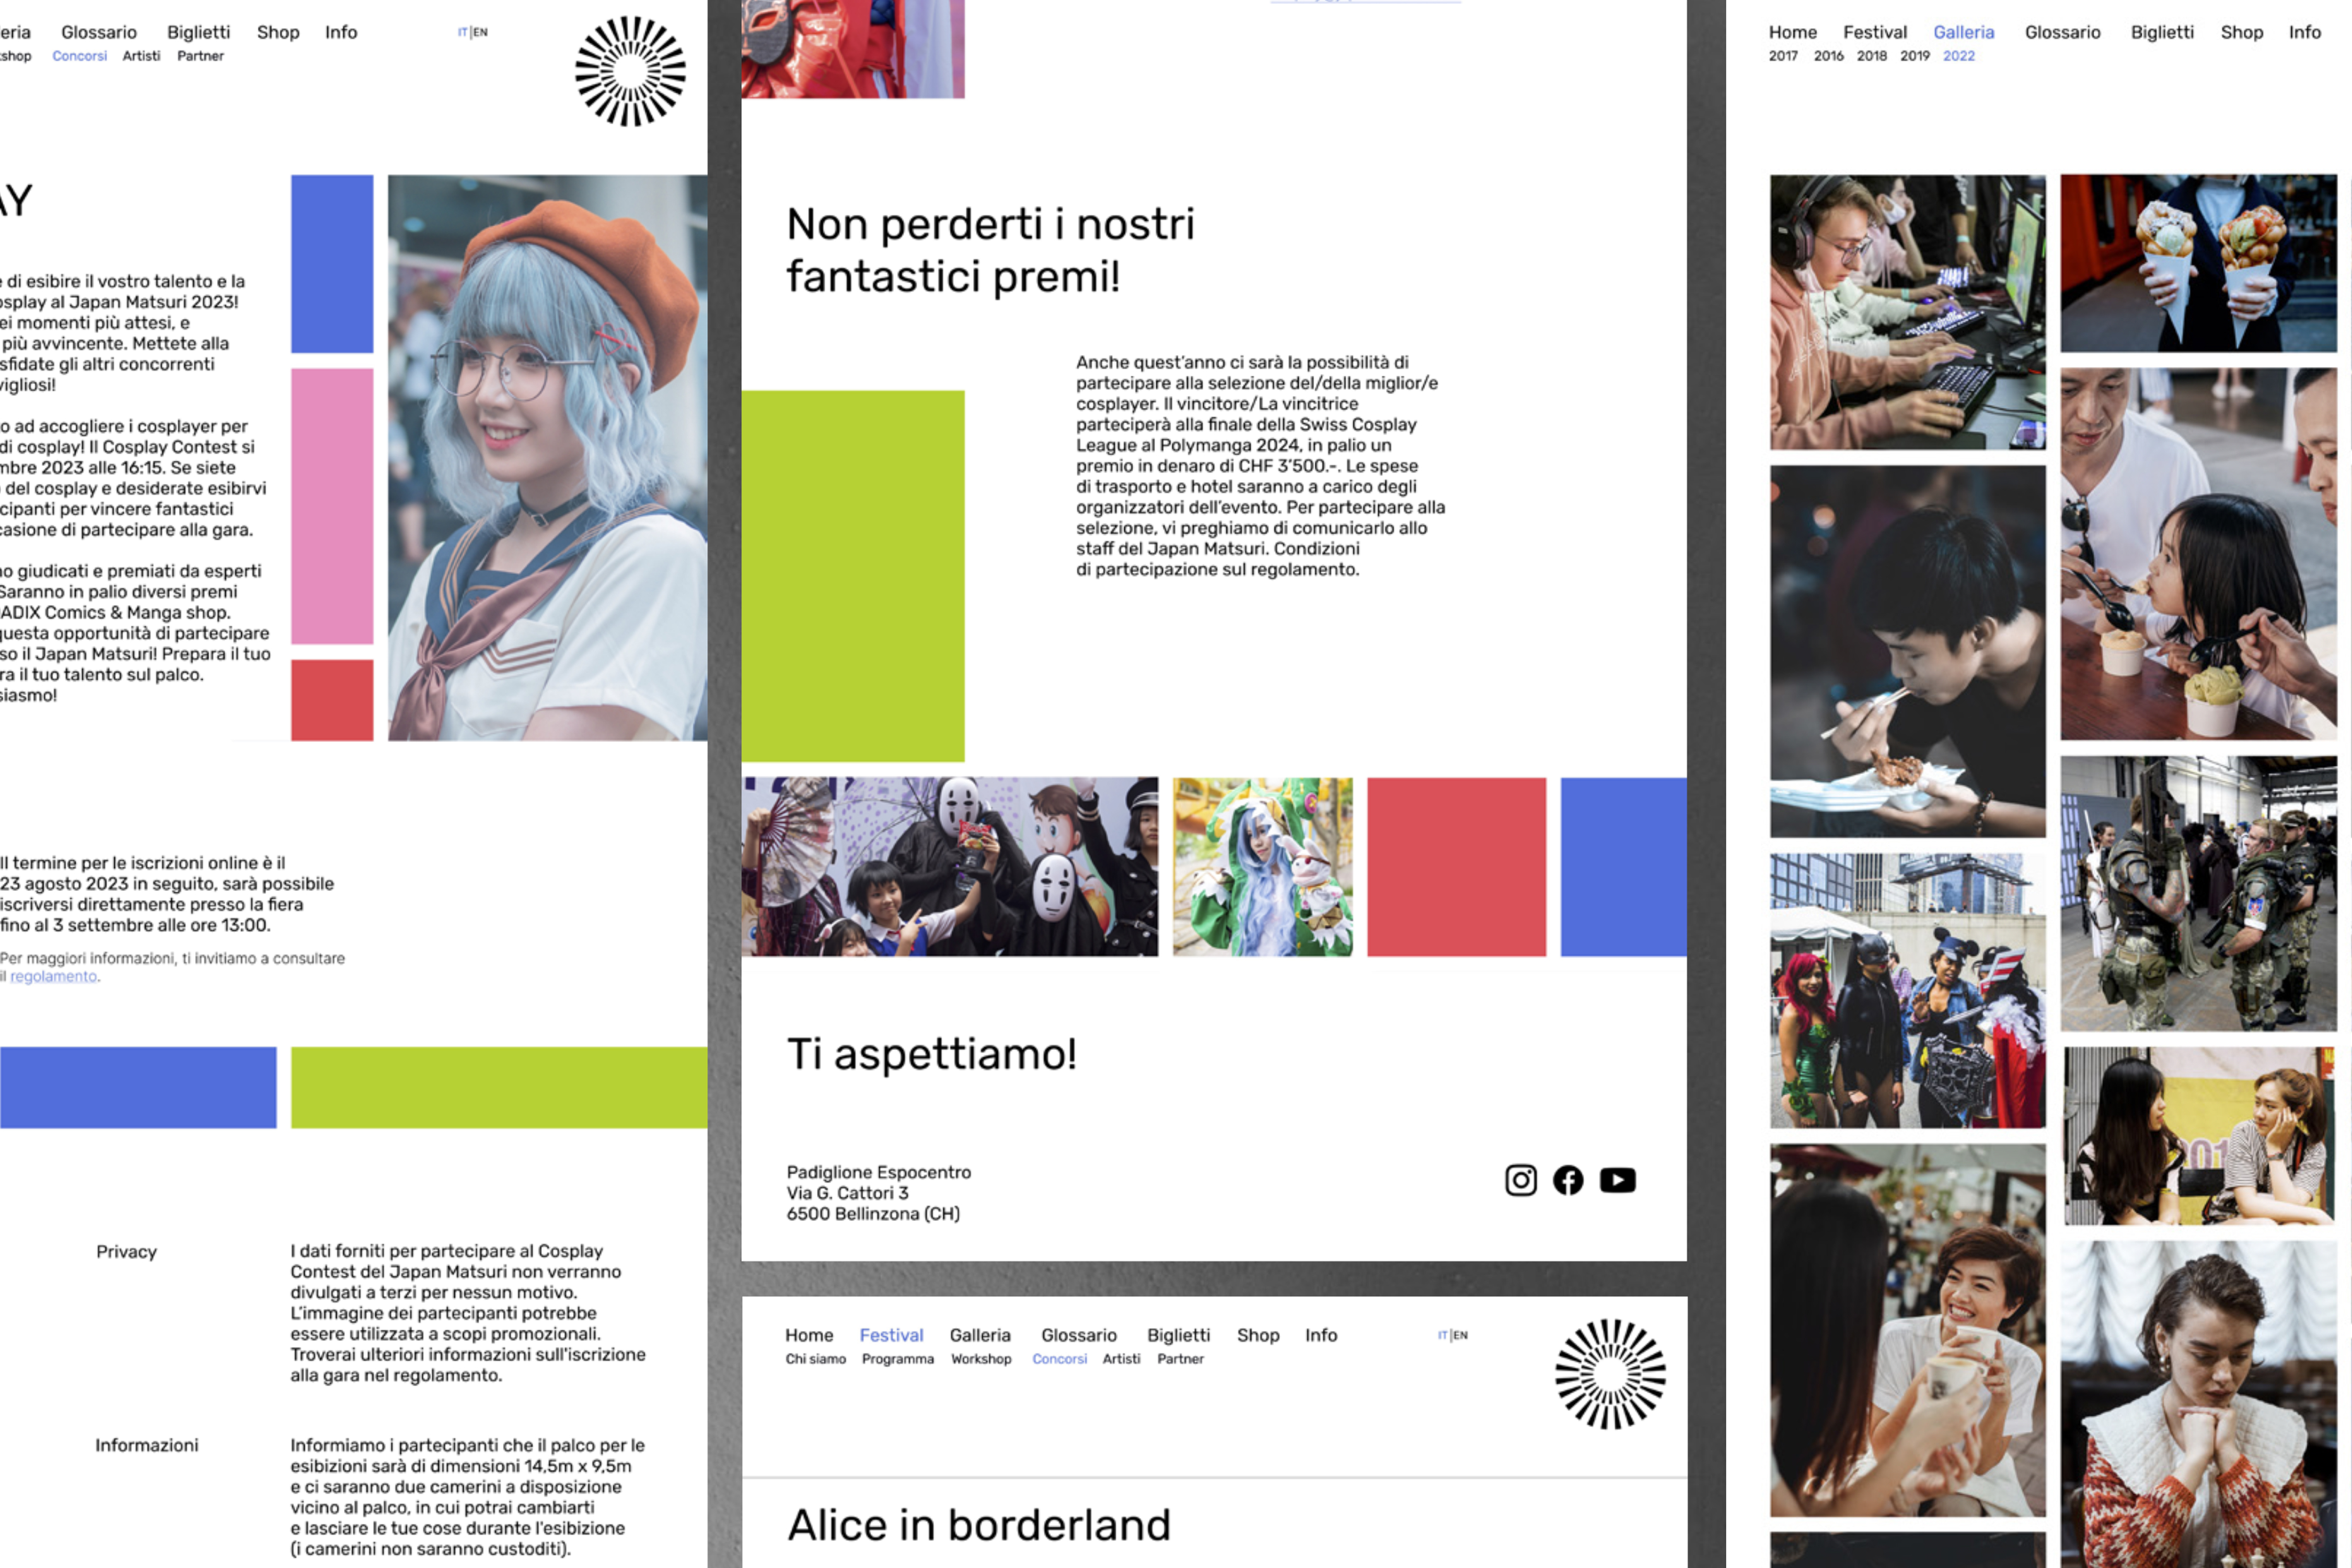 eria Glossario Biglietti Shop Info IT|EN
shop Concorsi Artisti Partner
AY
di esibire il vostro talento e la
osplay al Japan Matsuri 2023!
ei momenti più attesi, e
più avvincente. Mettete alla
sfidate gli altri concorrenti
vigliosi!
o ad accogliere i cosplayer per
di cosplay! Il Cosplay Contest si
mbre 2023 alle 16:15. Se siete
del cosplay e desiderate esibirvi
cipanti per vincere fantastici
casione di partecipare alla gara.
no giudicati e premiati da esperti
Saranno in palio diversi premi
ADIX Comics & Manga shop.
questa opportunità di partecipare
so il Japan Matsuri! Prepara il tuo
ra il tuo talento sul palco.
siasmo!
Il termine per le iscrizioni online è il
23 agosto 2023 in seguito, sarà possibile
iscriversi direttamente presso la fiera
fino al 3 settembre alle ore 13:00.
Per maggiori informazioni, ti invitiamo a consultare
il regolamento.
Privacy
I dati forniti per partecipare al Cosplay
Contest del Japan Matsuri non verranno
divulgati a terzi per nessun motivo.
L'immagine dei partecipanti potrebbe
essere utilizzata a scopi promozionali.
Troverai ulteriori informazioni sull'iscrizione
alla gara nel regolamento.
Informazioni
Informiamo i partecipanti che il palco per le
esibizioni sarà di dimensioni 14,5m x 9,5m
e ci saranno due camerini a disposizione
vicino al palco, in cui potrai cambiarti
e lasciare le tue cose durante l'esibizione
(i camerini non saranno custoditi).
Non perderti i nostri
fantastici premi!
Anche quest'anno ci sarà la possibilità di
partecipare alla selezione del/della miglior/e
cosplayer. Il vincitore/La vincitrice
parteciperà alla finale della Swiss Cosplay
League al Polymanga 2024, in palio un
premio in denaro di CHF 3'500.-. Le spese
di trasporto e hotel saranno a carico degli
organizzatori dell'evento. Per partecipare alla
selezione, vi preghiamo di comunicarlo allo
staff del Japan Matsuri. Condizioni
di partecipazione sul regolamento.
Ti aspettiamo!
Padiglione Espocentro
Via G. Cattori 3
6500 Bellinzona (CH)
Home Festival Galleria Glossario Biglietti Shop Info IT|EN
Chi siamo Programma Workshop Concorsi Artisti Partner
Alice in borderland
Home Festival Galleria Glossario Biglietti Shop Info
2017 2016 2018 2019 2022